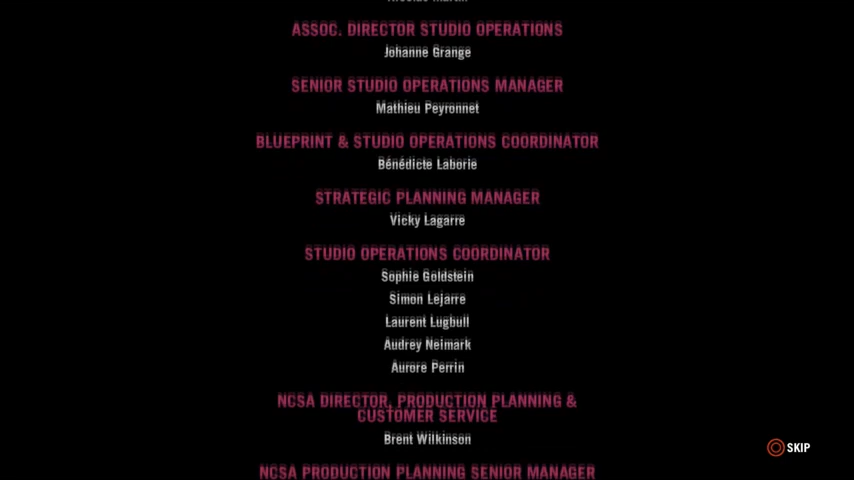 ASSOC. DIRECTOR STUDIO OPERATIONS
Johanne Grange
SENIOR STUDIO OPERATIONS MANAGER
Mathieu Peyronnet
BLUEPRINT & STUDIO OPERATIONS COORDINATOR
Bénédicte Laborie
STRATEGIC PLANNING MANAGER
Vicky Lagarre
STUDIO OPERATIONS COORDINATOR
Sophie Goldstein
Simon Lejarre
Laurent Lugbull
Audrey Neimark
Aurore Perrin
NCSA DIRECTOR, PRODUCTION PLANNING &
CUSTOMER SERVICE
Brent Wilkinson
SKIP
NCSA PRODUCTION PLANNING SENIOR MANAGER